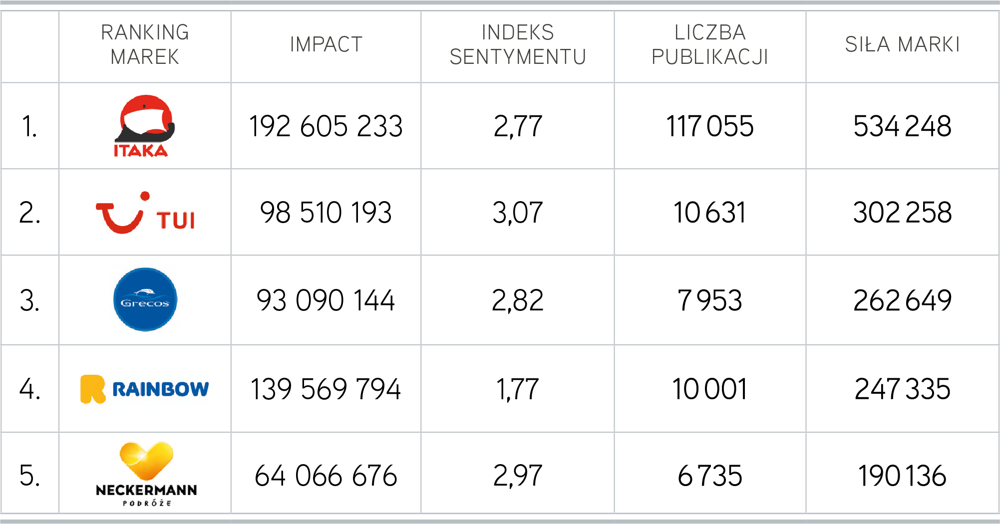 RANKING
MAREK
IMPACT
INDEKS
SENTYMENTU
LICZBA
PUBLIKACJI
SIŁA MARKI
1.
ITAKA
192 605 233
2,77
117 055
534 248
2.
TUI
98 510 193
3,07
10 631
302 258
3.
Grecos
93 090 144
2,82
7 953
262 649
4.
RAINBOW
139 569 794
1,77
10 001
247 335
5.
NECKERMANN
PODRÓŻE
64 066 676
2,97
6 735
190 136